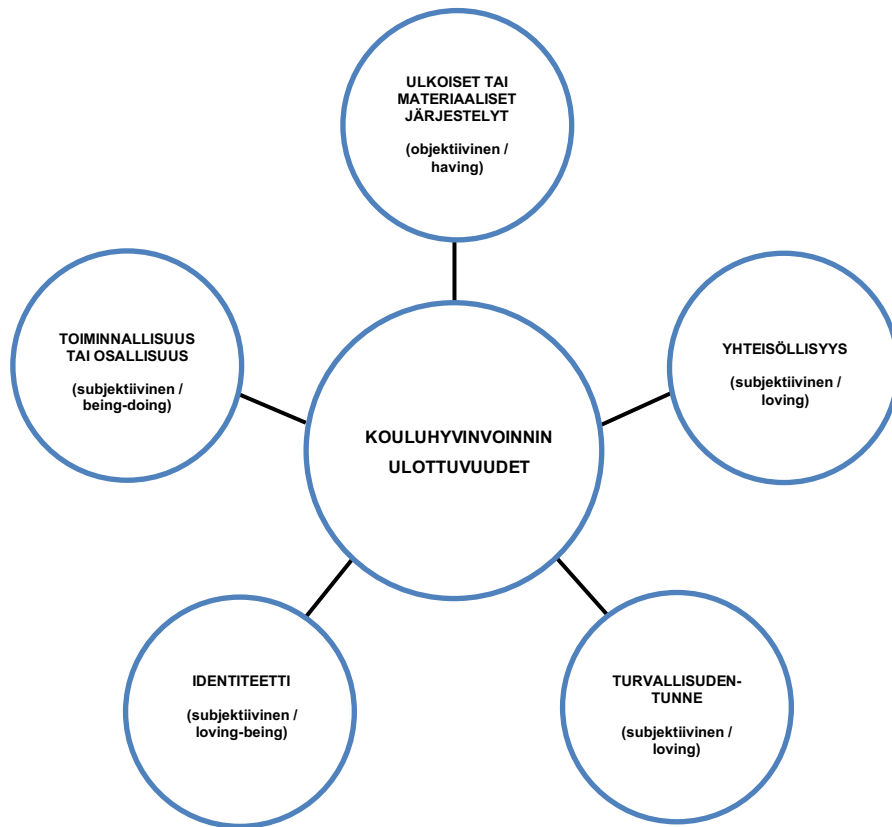 ULKOISET TAI
MATERIAALISET
JÄRJESTELYT
(objektiivinen /
having)
TOIMINNALLISUUS
TAI OSALLISUUS
(subjektiivinen /
being-doing)
YHTEISÖLLISYYS
(subjektiivinen /
loving)
KOULUHYVINVOINNIN
ULOTTUVUUDET
IDENTITEETTI
(subjektiivinen /
loving-being)
TURVALLISUDEN-
TUNNE
(subjektiivinen /
loving)